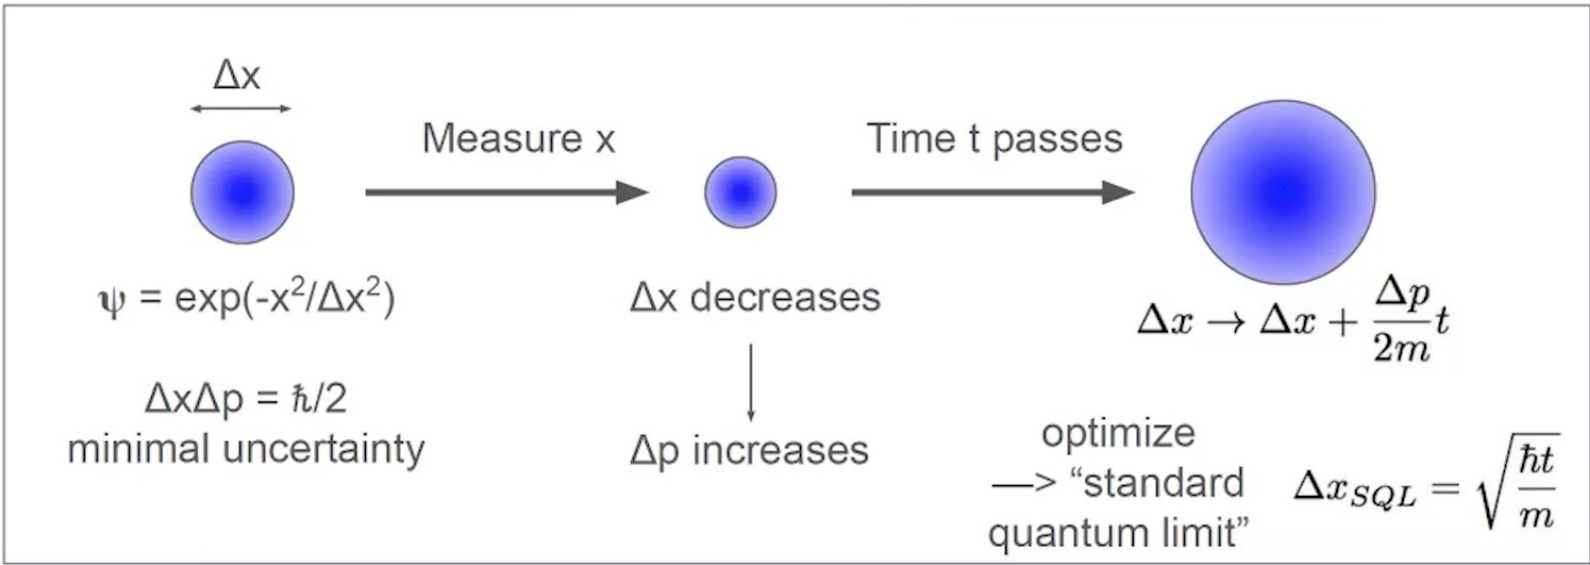 Δx
Measure x
Time t passes
ψ = exp(-x²/Δx²)
Δx decreases
Δx → Δx + Δp/2m t
ΔxΔp = ℏ/2
minimal uncertainty
Δp increases
optimize
—> “standard
quantum limit”
Δx_SQL = √(ℏt/m)